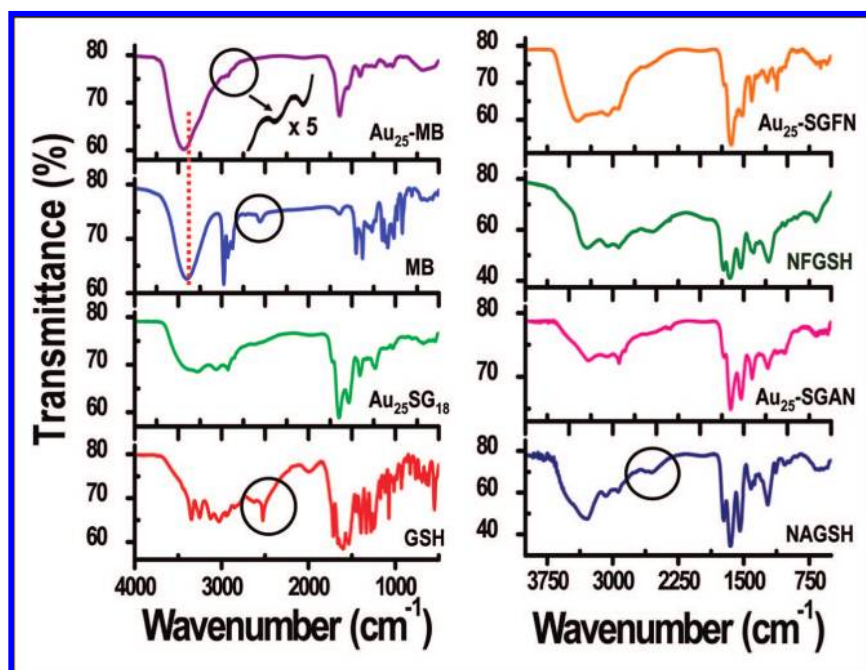 Transmittance (%)
80
70
60
Au25-MB
x 5
80
70
60
MB
80
70
60
Au25SG18
80
70
60
GSH
4000 3000 2000 1000
Wavenumber (cm-1)
80
70
60
Au25-SGFN
80
60
40
NFGSH
80
70
Au25-SGAN
80
60
40
NAGSH
3750 3000 2250 1500 750
Wavenumber (cm-1)